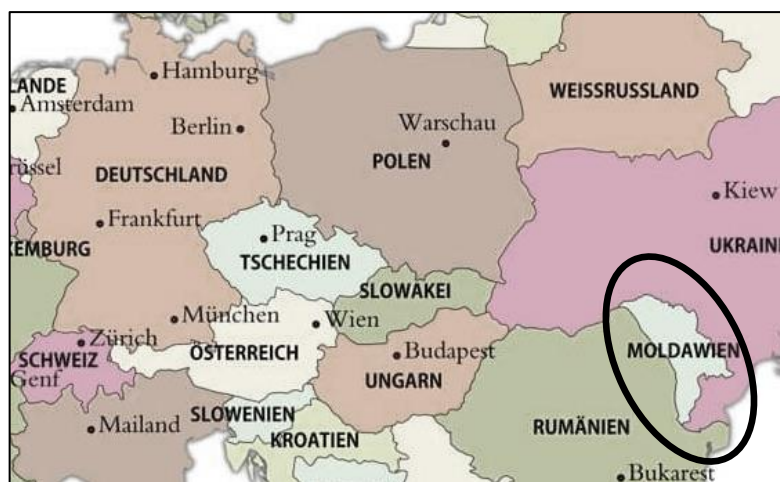 Hamburg
LANDE
Amsterdam
WEISSRUSSLAND
Berlin
Warschau
POLEN
rüssel
DEUTSCHLAND
Kiew
Frankfurt
Prag
UKRAIN
EMBURG
TSCHECHIEN
SLOWAKEI
München
Wien
Zürich
SCHWEIZ
ÖSTERREICH
Budapest
MOLDAWIEN
Genf
UNGARN
SLOWENIEN
Mailand
KROATIEN
RUMÄNIEN
Bukarest